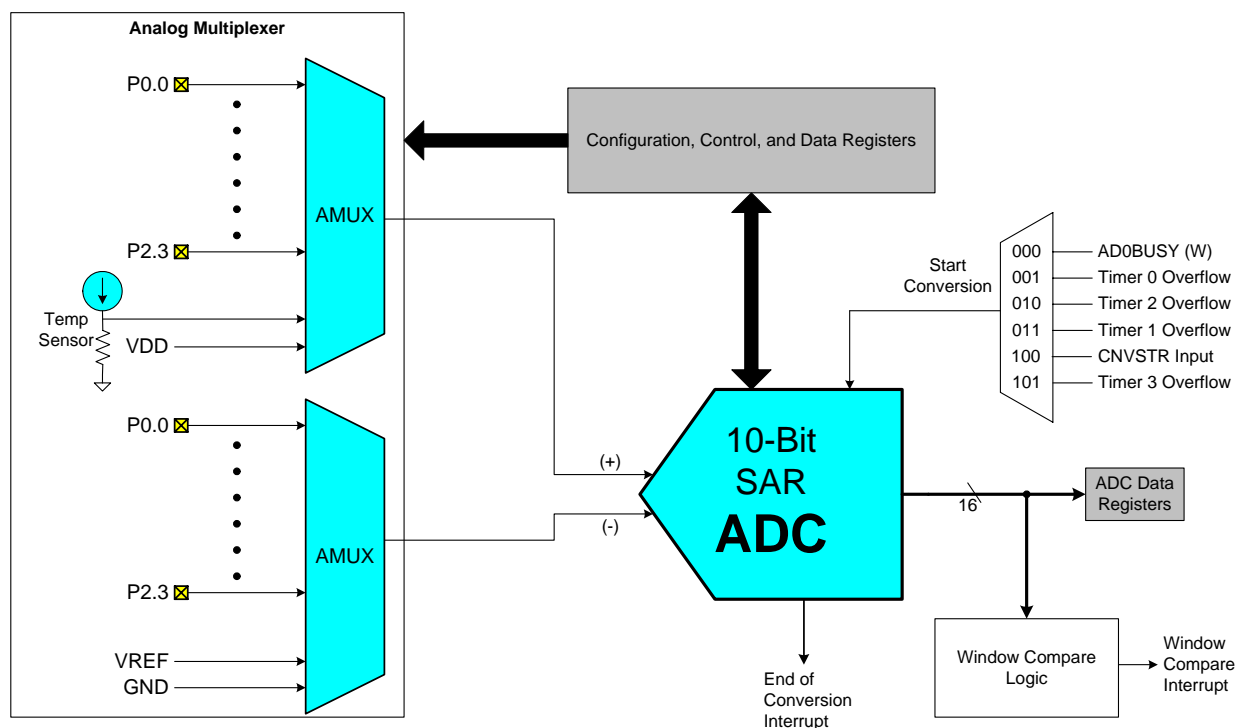 Analog Multiplexer
P0.0
P2.3
AMUX
Temp
Sensor
VDD
P0.0
P2.3
AMUX
VREF
GND
Configuration, Control, and Data Registers
Start
Conversion
000
AD0BUSY (W)
001
Timer 0 Overflow
010
Timer 2 Overflow
011
Timer 1 Overflow
100
CNVSTR Input
101
Timer 3 Overflow
(+)
(-)
10-Bit
SAR
ADC
16
ADC Data
Registers
End of
Conversion
Interrupt
Window Compare
Logic
Window
Compare
Interrupt